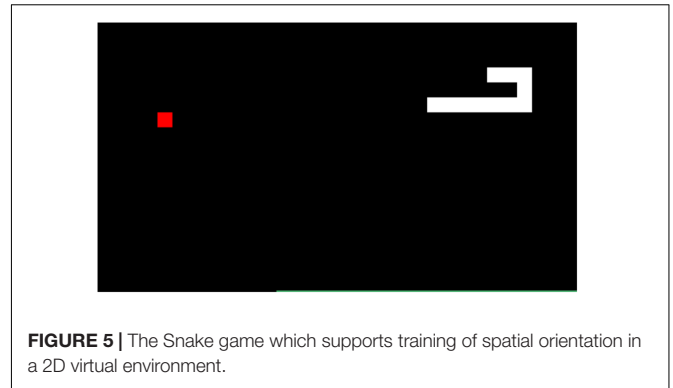 FIGURE 5 | The Snake game which supports training of spatial orientation in
a 2D virtual environment.